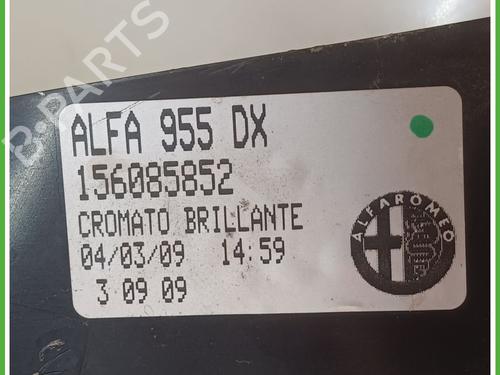 B-PARTS
ALFA 955 DX
156085852
CROMATO BRILLANTE
04/03/09 14:59
3 09 09
ALFA ROMEO